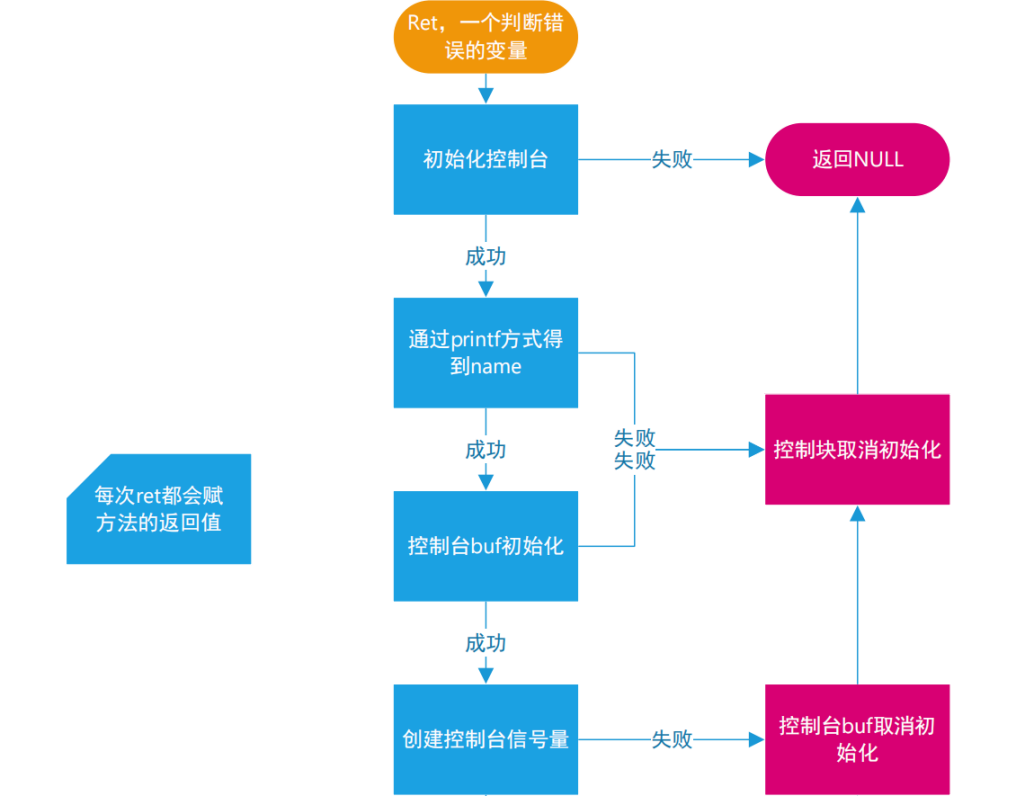 Ret，一个判断错
误的变量
初始化控制台
失败
返回NULL
成功
通过printf方式得
到name
失败
失败
控制块取消初始化
成功
每次ret都会赋
方法的返回值
控制台buf初始化
成功
创建控制台信号量
失败
控制台buf取消初
始化